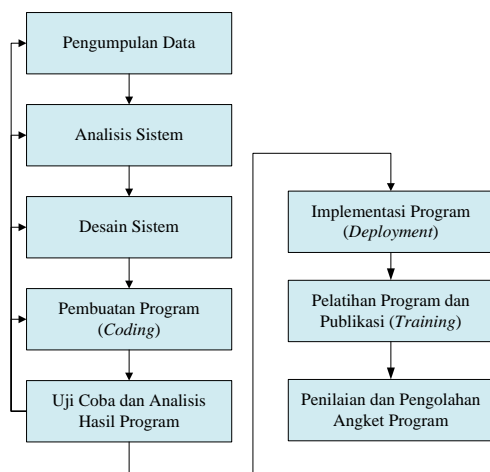 Pengumpulan Data
Analisis Sistem
Desain Sistem
Pembuatan Program
(Coding)
Uji Coba dan Analisis
Hasil Program
Implementasi Program
(Deployment)
Pelatihan Program dan
Publikasi (Training)
Penilaian dan Pengolahan
Angket Program